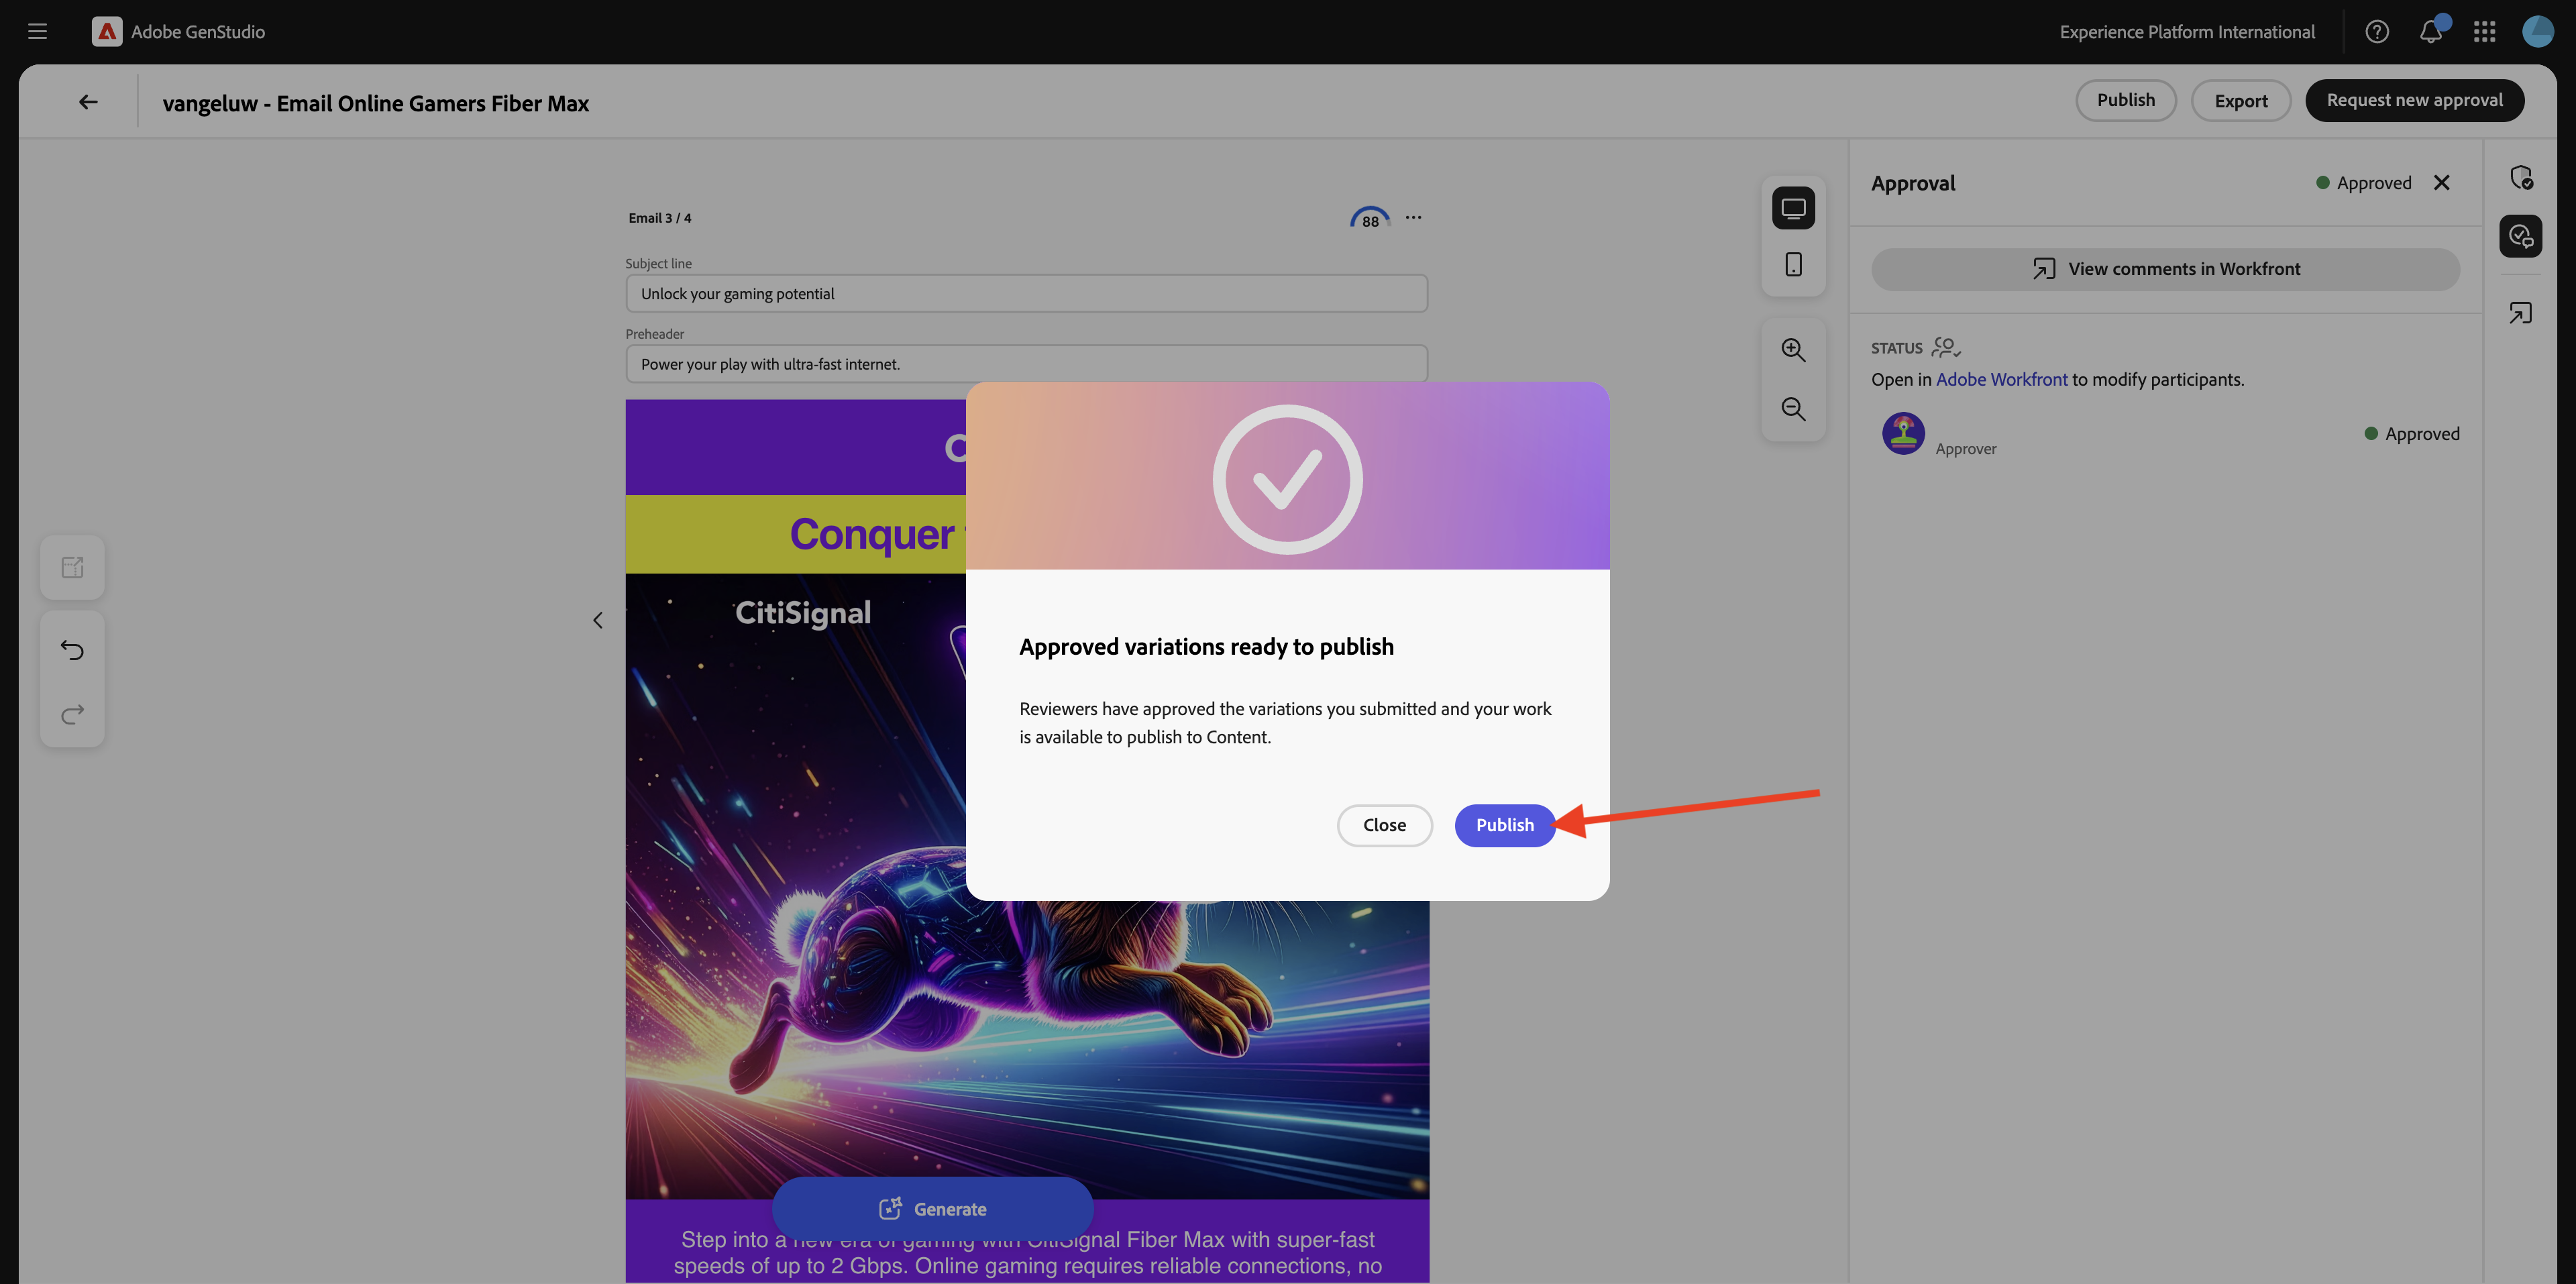 Adobe GenStudio
Experience Platform International
vangeluw - Email Online Gamers Fiber Max
Publish
Export
Request new approval
Email 3 / 4
88
Subject line
Unlock your gaming potential
Preheader
Power your play with ultra-fast internet.
Conquer
CitiSignal
Approved variations ready to publish
Reviewers have approved the variations you submitted and your work
is available to publish to Content.
Close
Publish
Generate
Step into a new era of gaming with CitiSignal Fiber Max with super-fast
speeds of up to 2 Gbps. Online gaming requires reliable connections, no
Approval
Approved
View comments in Workfront
STATUS
Open in Adobe Workfront to modify participants.
Approver
Approved